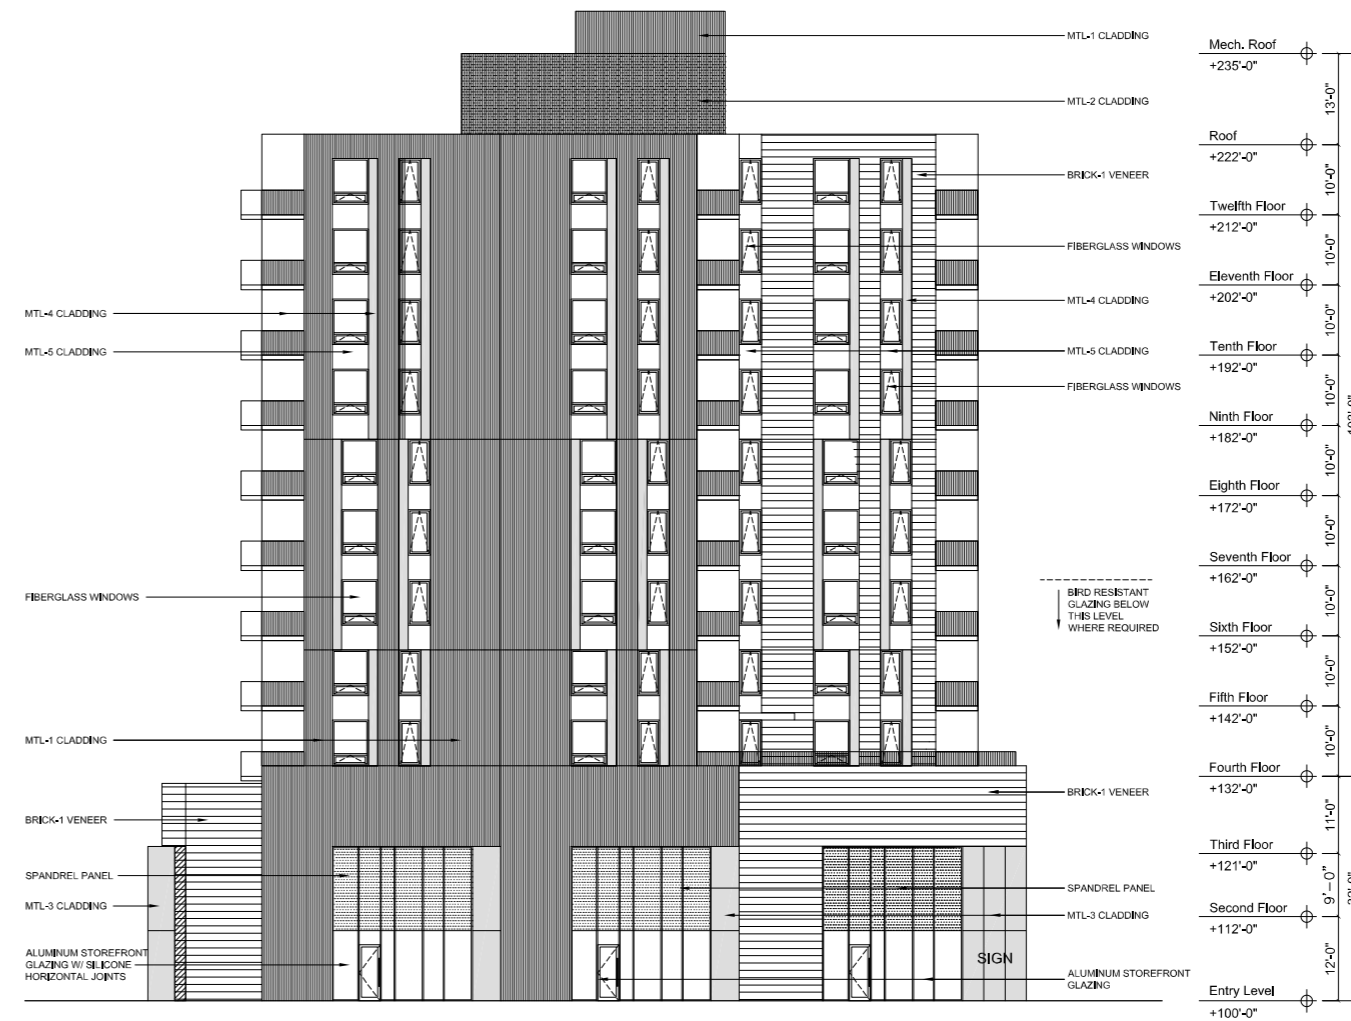 MTL-1 CLADDING
MTL-2 CLADDING
BRICK-1 VENEER
FIBERGLASS WINDOWS
MTL-4 CLADDING
MTL-5 CLADDING
FIBERGLASS WINDOWS
BIRD RESISTANT
GLAZING BELOW
THIS LEVEL
WHERE REQUIRED
BRICK-1 VENEER
SPANDREL PANEL
MTL-3 CLADDING
ALUMINUM STOREFRONT
GLAZING
MTL-4 CLADDING
MTL-5 CLADDING
FIBERGLASS WINDOWS
MTL-1 CLADDING
BRICK-1 VENEER
SPANDREL PANEL
MTL-3 CLADDING
ALUMINUM STOREFRONT
GLAZING W/ SILICONE
HORIZONTAL JOINTS
SIGN
Mech. Roof
+235'-0"
13'-0"
Roof
+222'-0"
10'-0"
Twelfth Floor
+212'-0"
10'-0"
Eleventh Floor
+202'-0"
10'-0"
Tenth Floor
+192'-0"
10'-0"
Ninth Floor
+182'-0"
10'-0"
Eighth Floor
+172'-0"
10'-0"
Seventh Floor
+162'-0"
10'-0"
Sixth Floor
+152'-0"
10'-0"
Fifth Floor
+142'-0"
10'-0"
Fourth Floor
+132'-0"
11'-0"
Third Floor
+121'-0"
9'-0"
Second Floor
+112'-0"
12'-0"
Entry Level
+100'-0"